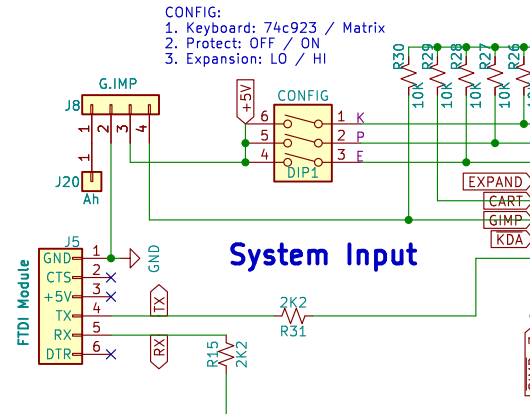 CONFIG:
1. Keyboard: 74c923 / Matrix
2. Protect: OFF / ON
3. Expansion: LO / HI
R30
R29
R28
R27
R26
10K
10K
10K
10K
10K
G.IMP
J8
1
2
3
4
+5V
CONFIG
6
5
4
1
2
3
K
P
E
DIP1
1
J20
Ah
EXPAND
CART
GIMP
KDA
System Input
J5
FTDI Module
GND
CTS
+5V
TX
RX
DTR
1
2
3
4
5
6
GND
TX
RX
2K2
R31
R15
2K2